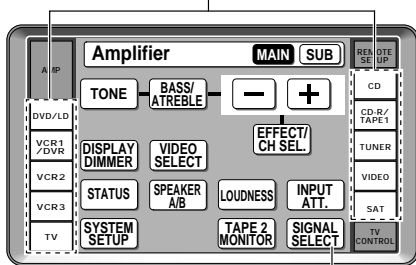 AMP
Amplifier
MAIN SUB
REMOTE
SETUP
TONE
BASS/
ATREBLE
− +
CD
DVD/LD
CD-R/
TAPE1
VCR1
/DVR
EFFECT/
CH SEL.
TUNER
DISPLAY
DIMMER
VIDEO
SELECT
VCR2
VIDEO
STATUS
SPEAKER
A/B
LOUDNESS
INPUT
ATT.
VCR3
SAT
TV
SYSTEM
SETUP
TAPE 2
MONITOR
SIGNAL
SELECT
TV
CONTROL